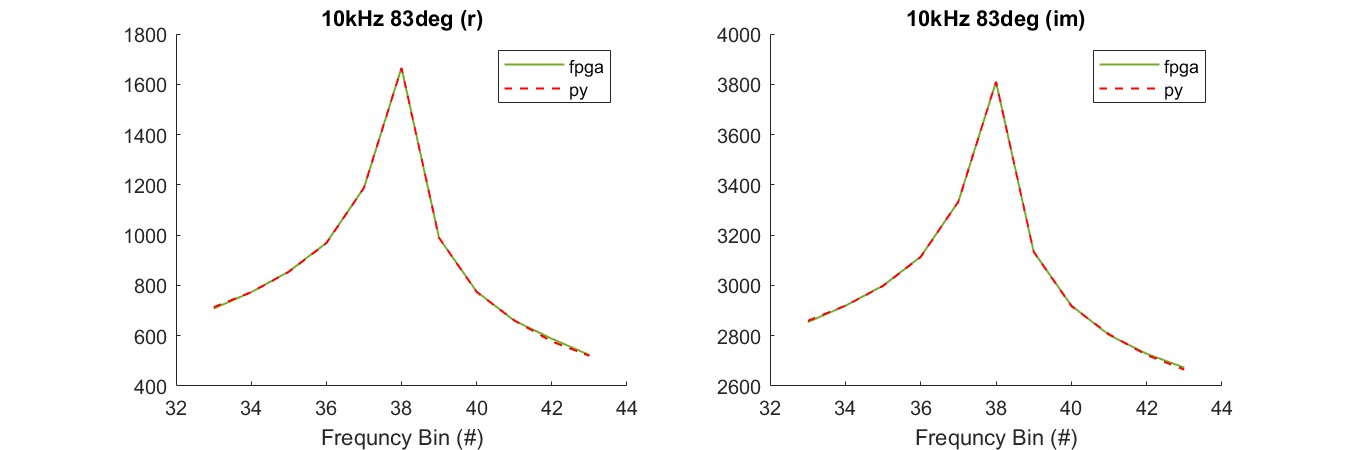 10kHz 83deg (r)
1800
1600
1400
1200
1000
800
600
400
32 34 36 38 40 42 44
Frequncy Bin (#)
fpga
py
10kHz 83deg (im)
4000
3800
3600
3400
3200
3000
2800
2600
32 34 36 38 40 42 44
Frequncy Bin (#)
fpga
py